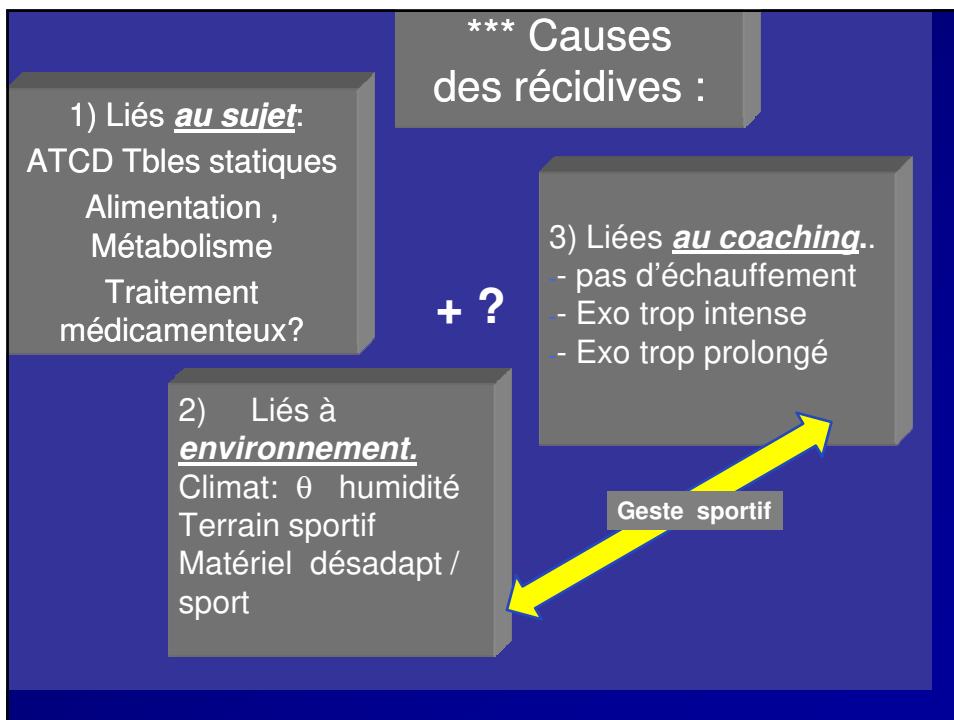 *** Causes
des récidives :
1) Liés au sujet:
ATCD Tbles statiques
Alimentation ,
Métabolisme
Traitement
médicamenteux?
+ ?
3) Liées au coaching..
-- pas d'échauffement
-- Exo trop intense
-- Exo trop prolongé
2) Liés à
environnement.
Climat: θ humidité
Terrain sportif
Matériel désadapt /
sport
Geste sportif